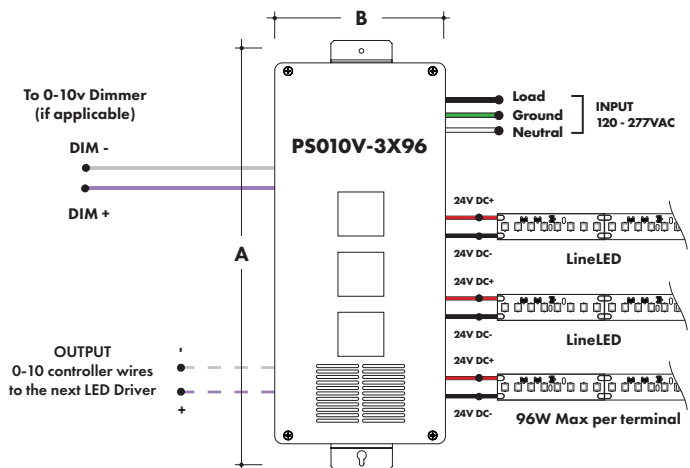 B
To 0-10v Dimmer
(if applicable)
DIM -
DIM +
A
PS010V-3X96
Load
Ground
Neutral
INPUT
120 - 277VAC
24V DC+
24V DC-
LineLED
24V DC+
24V DC-
LineLED
24V DC+
24V DC-
96W Max per terminal
OUTPUT
0-10 controller wires
to the next LED Driver
-
+